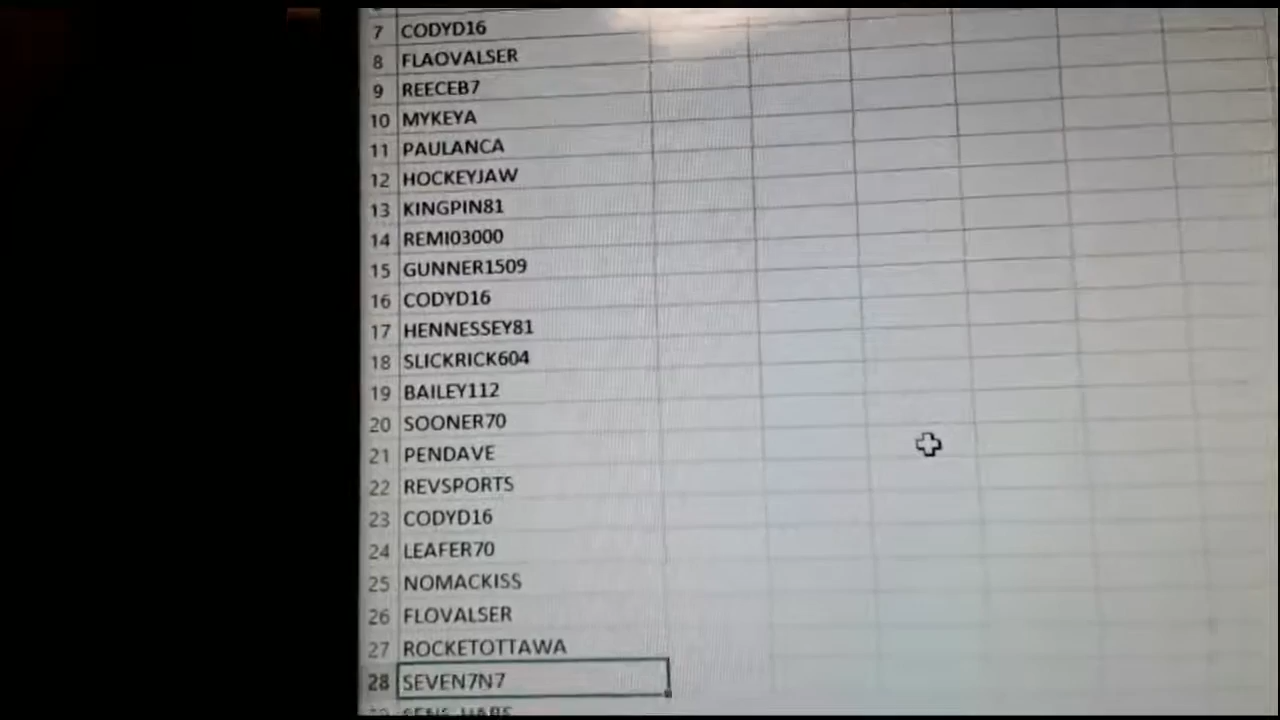 7 CODYD16
8 FLAOVALSER
9 REECEB7
10 MYKEYA
11 PAULANCA
12 HOCKEYJAW
13 KINGPIN81
14 REMI03000
15 GUNNER1509
16 CODYD16
17 HENNESSEY81
18 SLICKRICK604
19 BAILEY112
20 SOONER70
21 PENDAVE
22 REVSPORTS
23 CODYD16
24 LEAFER70
25 NOMACKISS
26 FLOVALSER
27 ROCKETOTTAWA
28 SEVEN7N7